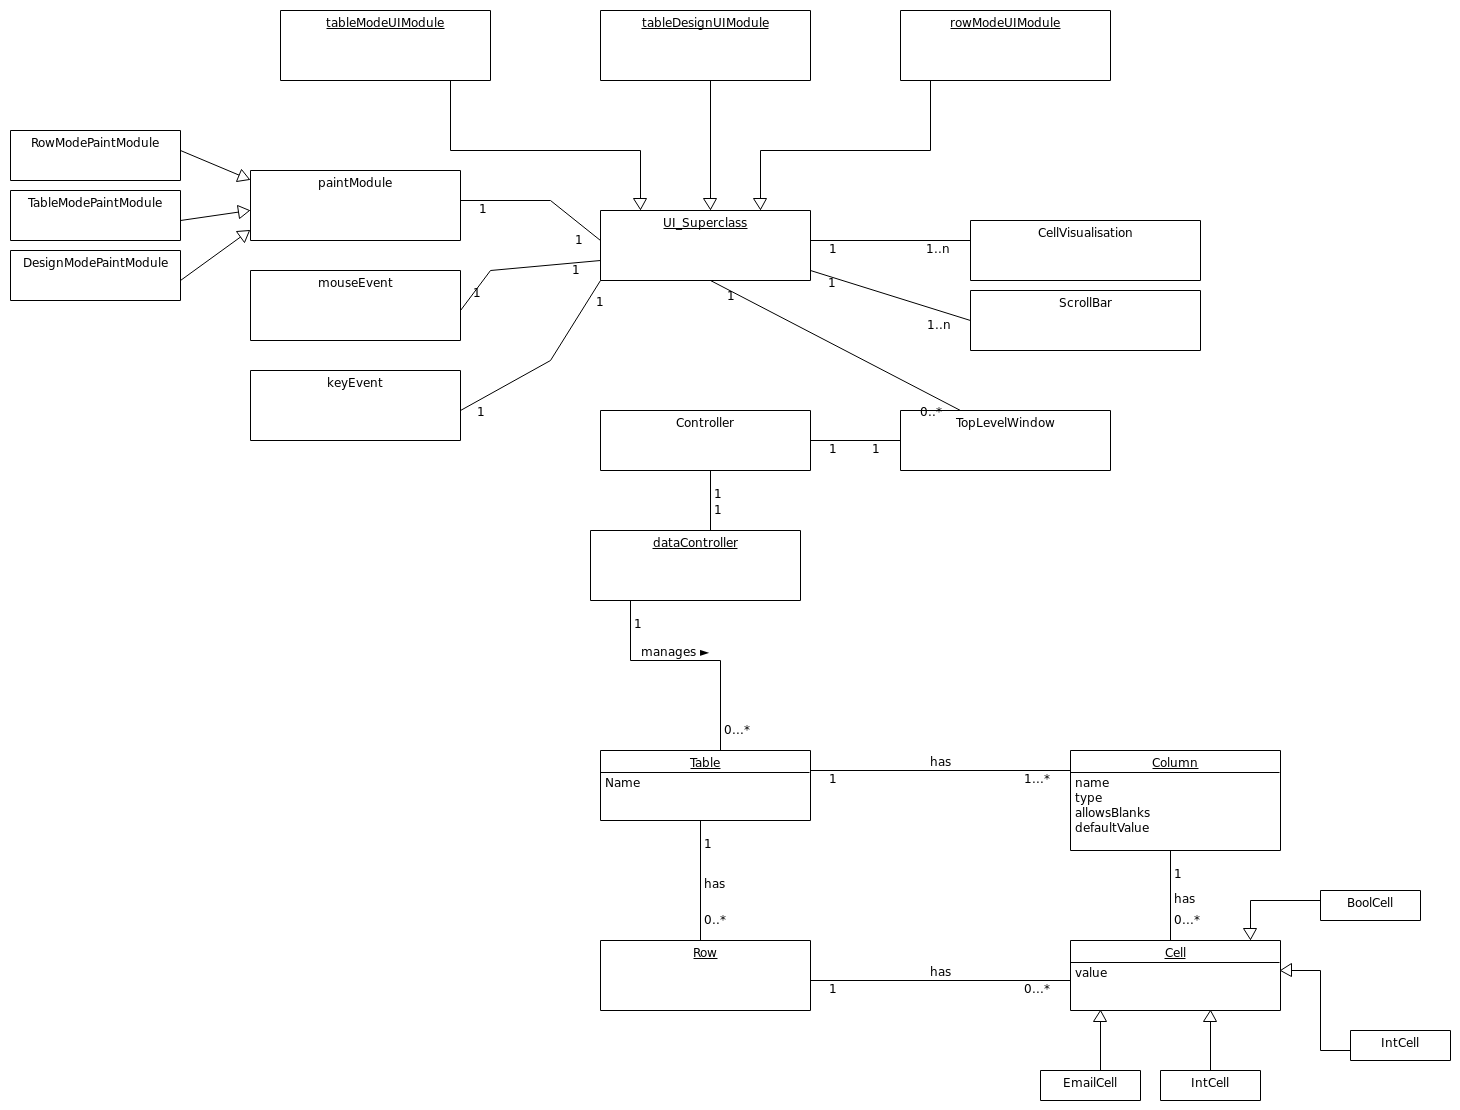 tableModeUIModule
tableDesignUIModule
rowModeUIModule
RowModePaintModule
paintModule
TableModePaintModule
1
UI_Superclass
CellVisualisation
1
1
1..n
DesignModePaintModule
1
mouseEvent
1
1
1
1
ScrollBar
1..n
keyEvent
1
0..*
Controller
TopLevelWindow
1
1
1
1
dataController
1
manages ►
0...*
Table
has
Column
Name
1
1...*
name
type
allowsBlanks
defaultValue
1
has
0..*
1
has
0...*
BoolCell
Row
has
Cell
1
0...*
value
IntCell
EmailCell
IntCell